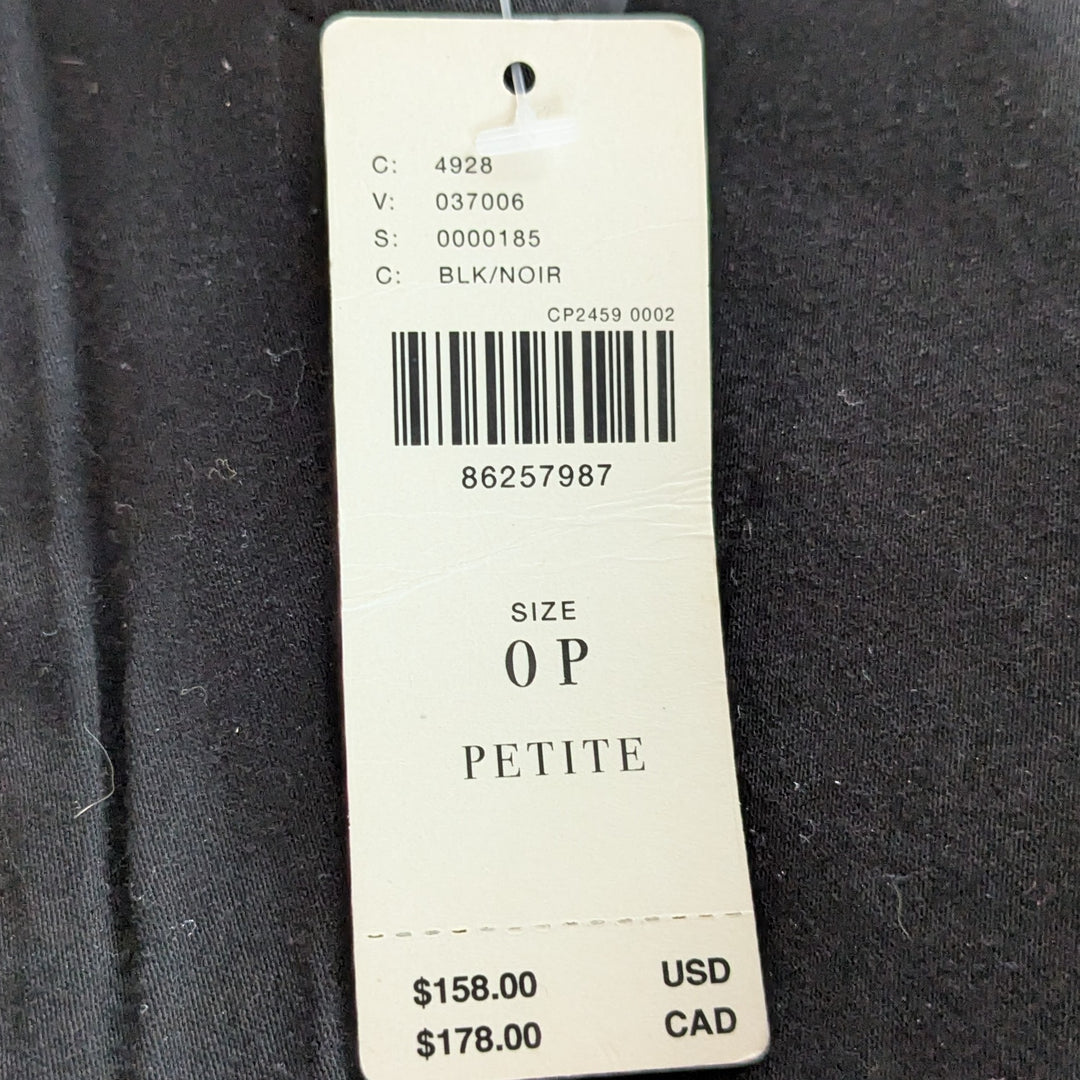 C: 4928
V: 037006
S: 0000185
C: BLK/NOIR
CP2459 0002
86257987
SIZE
0 P
PETITE
$158.00 USD
$178.00 CAD